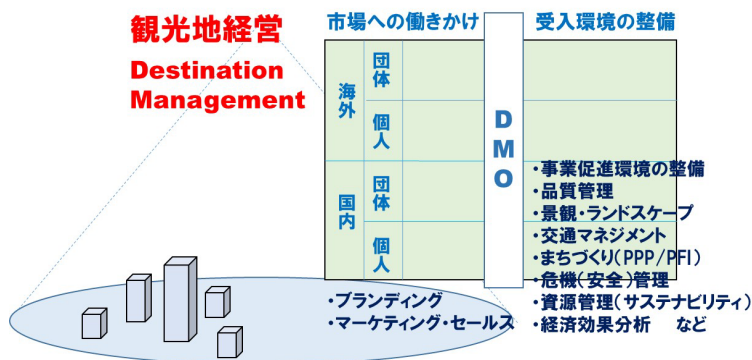 観光地経営
Destination
Management
市場への働きかけ
受入環境の整備
海外
団体
個人
国内
団体
個人
DMO
・ブランディング
・マーケティング・セールス
・事業促進環境の整備
・品質管理
・景観・ランドスケープ
・交通マネジメント
・まちづくり(PPP/PFI)
・危機(安全)管理
・資源管理(サステナビリティ)
・経済効果分析 など